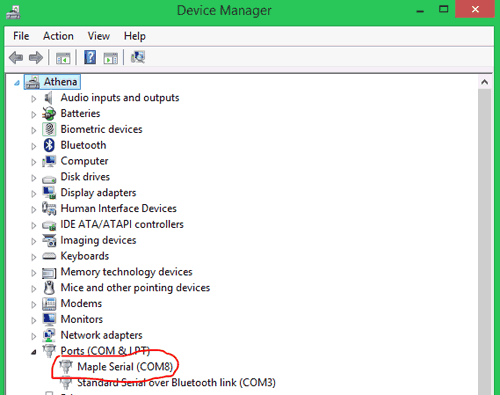 Device Manager
File Action View Help
Athena
Audio inputs and outputs
Batteries
Biometric devices
Bluetooth
Computer
Disk drives
Display adapters
Human Interface Devices
IDE ATA/ATAPI controllers
Imaging devices
Keyboards
Memory technology devices
Mice and other pointing devices
Modems
Monitors
Network adapters
Ports (COM & LPT)
Maple Serial (COM8)
Standard Serial over Bluetooth link (COM3)